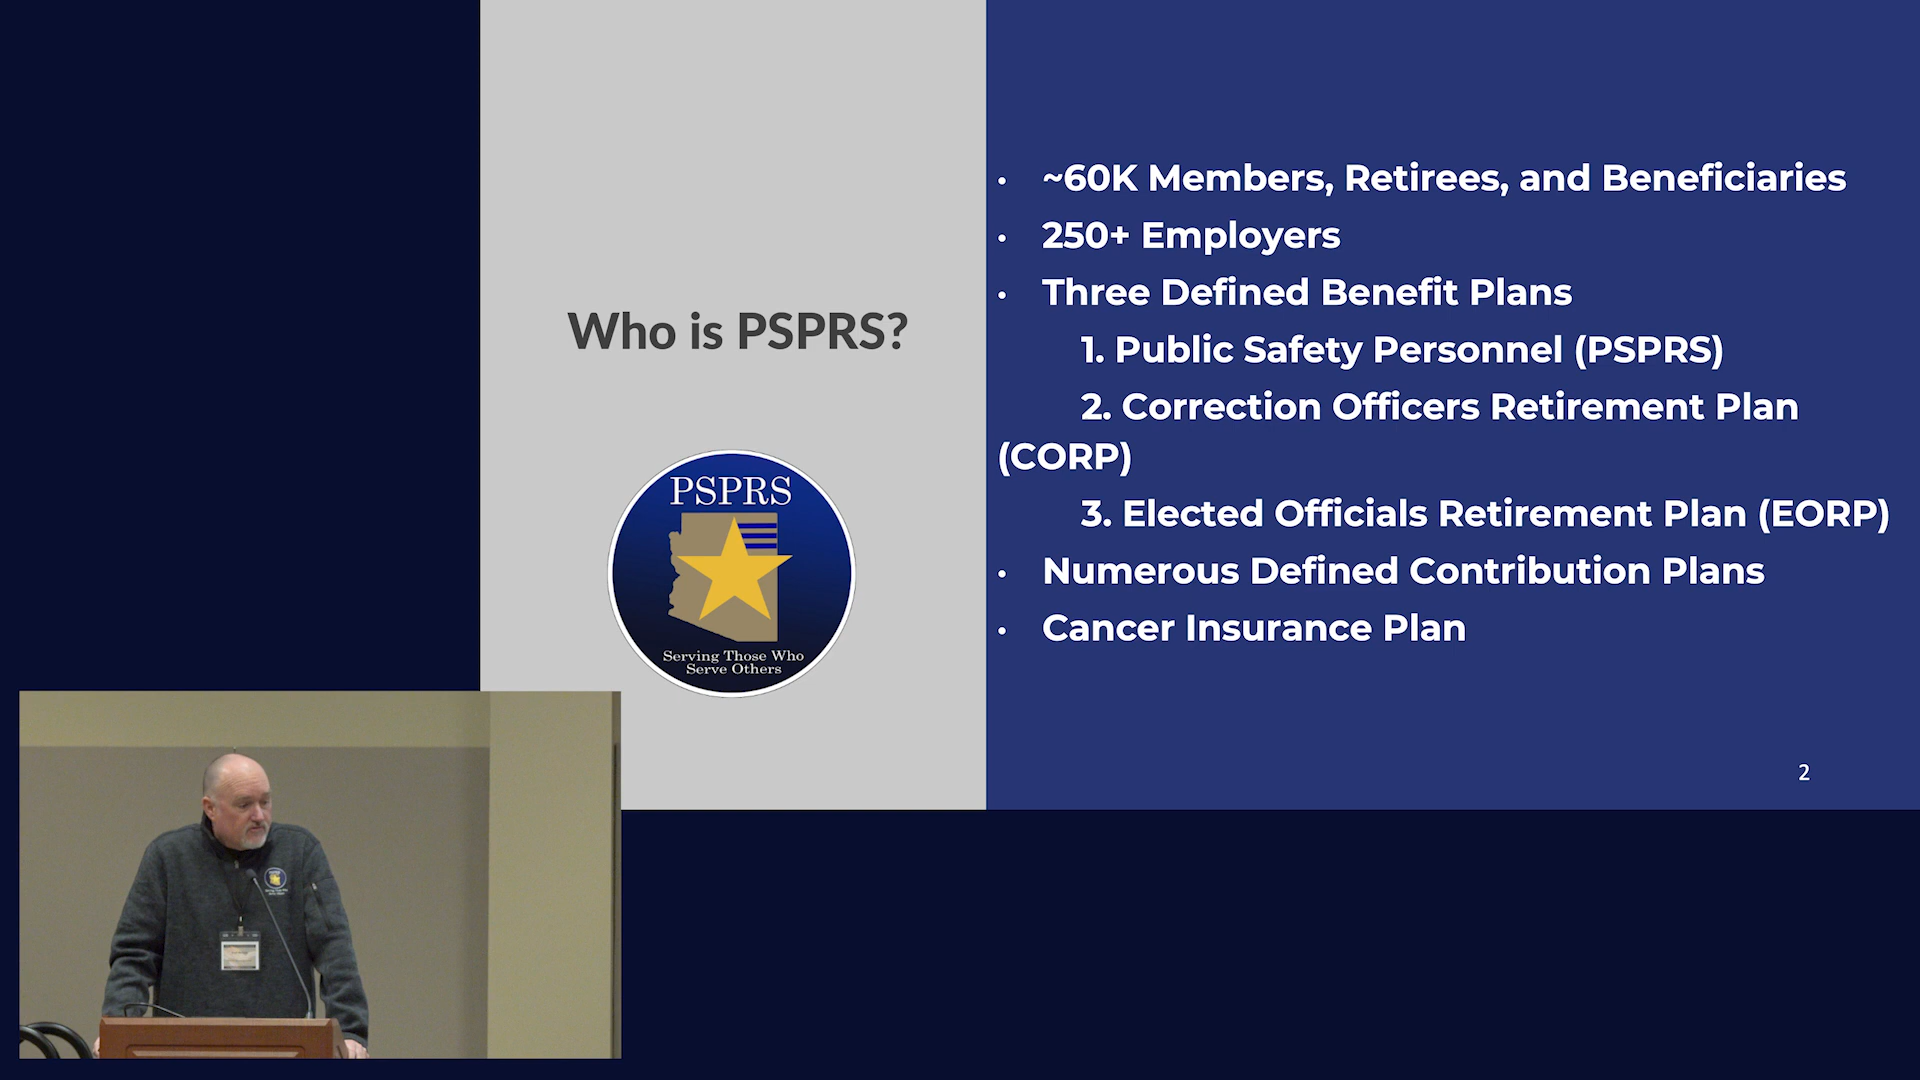 Who is PSPRS?
PSPRS
Serving Those Who
Serve Others
• ~60K Members, Retirees, and Beneficiaries
• 250+ Employers
• Three Defined Benefit Plans
1. Public Safety Personnel (PSPRS)
2. Correction Officers Retirement Plan
(CORP)
3. Elected Officials Retirement Plan (EORP)
• Numerous Defined Contribution Plans
• Cancer Insurance Plan
2